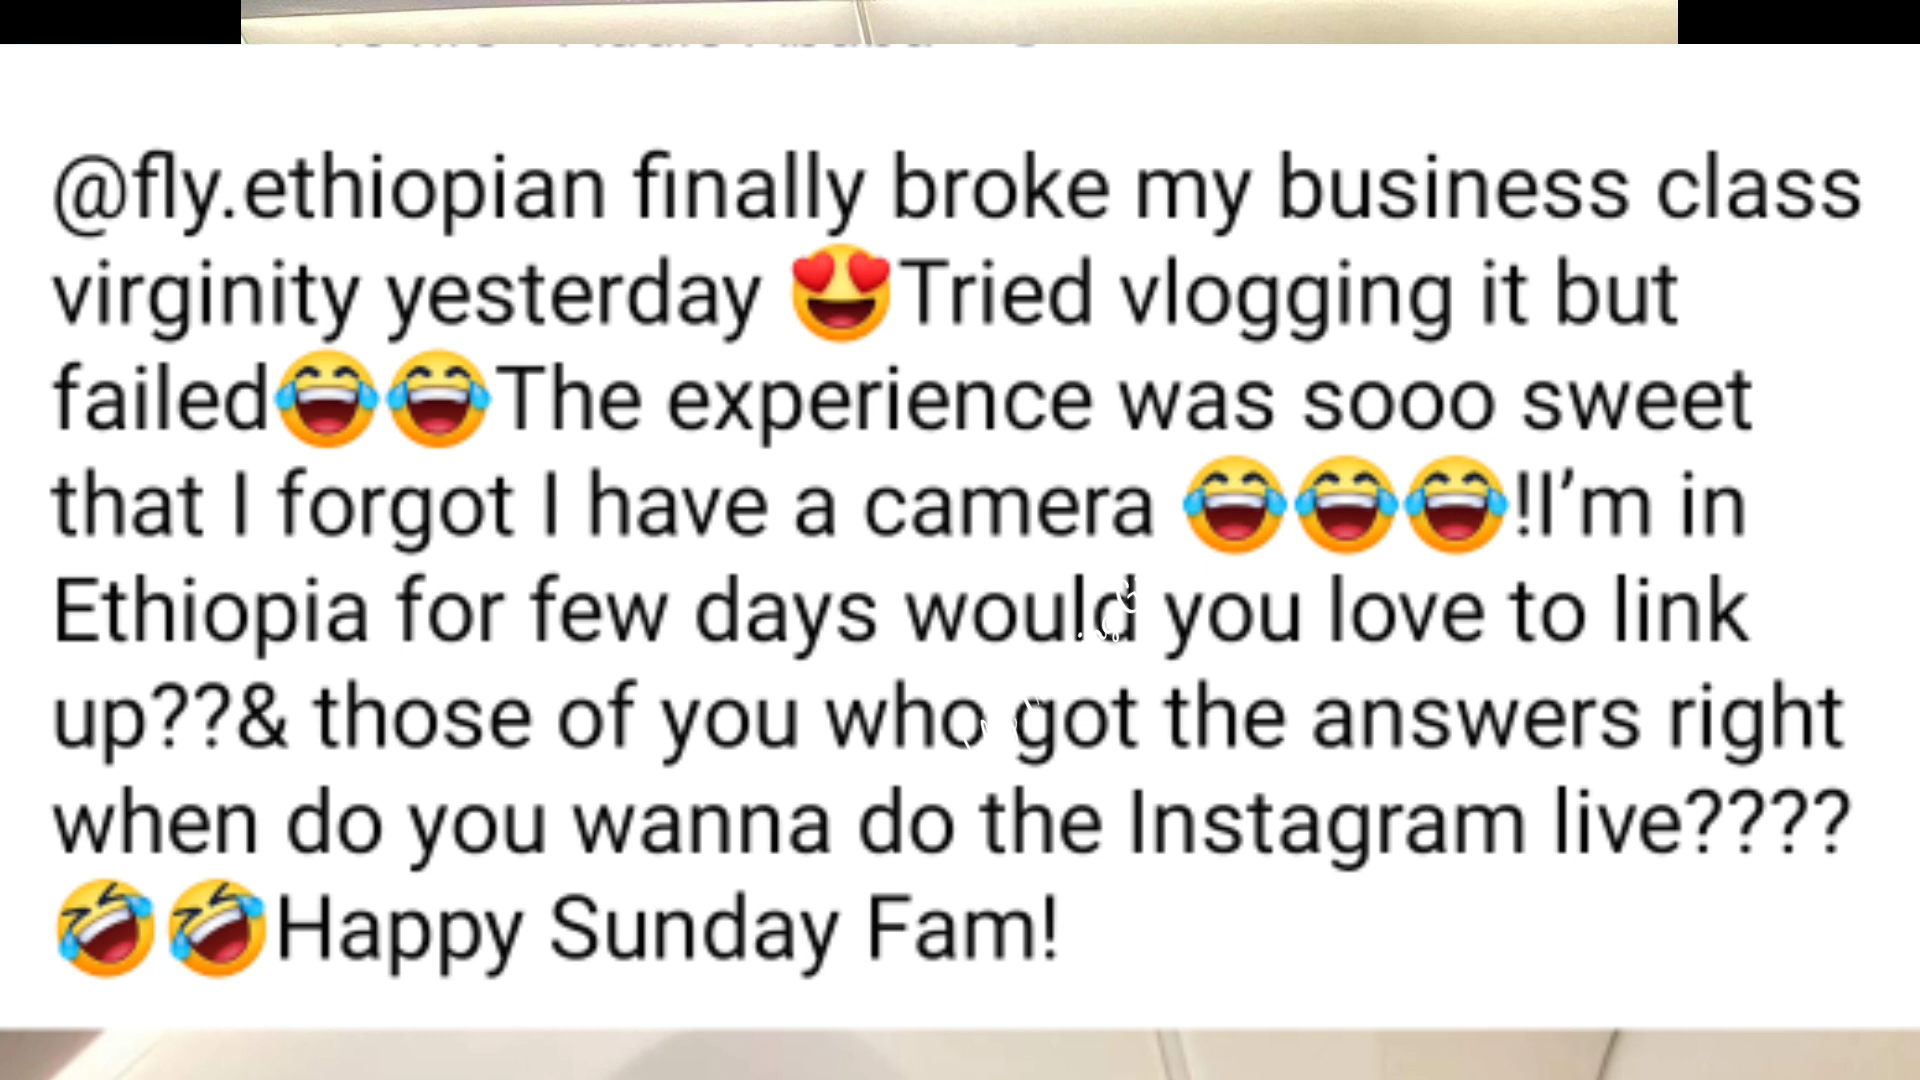 @fly.ethiopian finally broke my business class
virginity yesterday 😍Tried vlogging it but
failed😂😂The experience was sooo sweet
that I forgot I have a camera 😂😂😂!I’m in
Ethiopia for few days would you love to link
up??& those of you who got the answers right
when do you wanna do the Instagram live????
🤣🤣Happy Sunday Fam!